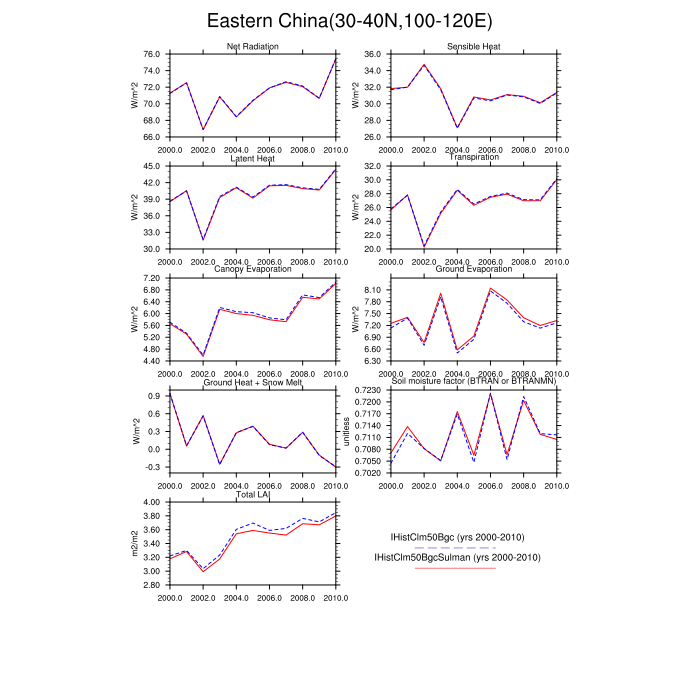 Eastern China(30-40N,100-120E)
Net Radiation
Sensible Heat
76.0
74.0
72.0
70.0
68.0
66.0
W/m^2
2000.0 2002.0 2004.0 2006.0 2008.0 2010.0
36.0
34.0
32.0
30.0
28.0
26.0
W/m^2
2000.0 2002.0 2004.0 2006.0 2008.0 2010.0
Latent Heat
Transpiration
45.0
42.0
39.0
36.0
33.0
30.0
W/m^2
2000.0 2002.0 2004.0 2006.0 2008.0 2010.0
32.0
30.0
28.0
26.0
24.0
22.0
20.0
W/m^2
2000.0 2002.0 2004.0 2006.0 2008.0 2010.0
Canopy Evaporation
Ground Evaporation
7.20
6.80
6.40
6.00
5.60
5.20
4.80
4.40
W/m^2
2000.0 2002.0 2004.0 2006.0 2008.0 2010.0
8.10
7.80
7.50
7.20
6.90
6.60
6.30
W/m^2
2000.0 2002.0 2004.0 2006.0 2008.0 2010.0
Ground Heat + Snow Melt
Soil moisture factor (BTRAN or BTRANMN)
0.9
0.6
0.3
0.0
-0.3
W/m^2
2000.0 2002.0 2004.0 2006.0 2008.0 2010.0
0.7230
0.7200
0.7170
0.7140
0.7110
0.7080
0.7050
0.7020
unitless
2000.0 2002.0 2004.0 2006.0 2008.0 2010.0
Total LAI
4.00
3.80
3.60
3.40
3.20
3.00
2.80
m2/m2
2000.0 2002.0 2004.0 2006.0 2008.0 2010.0
IHistClm50Bgc (yrs 2000-2010)
IHistClm50BgcSulman (yrs 2000-2010)